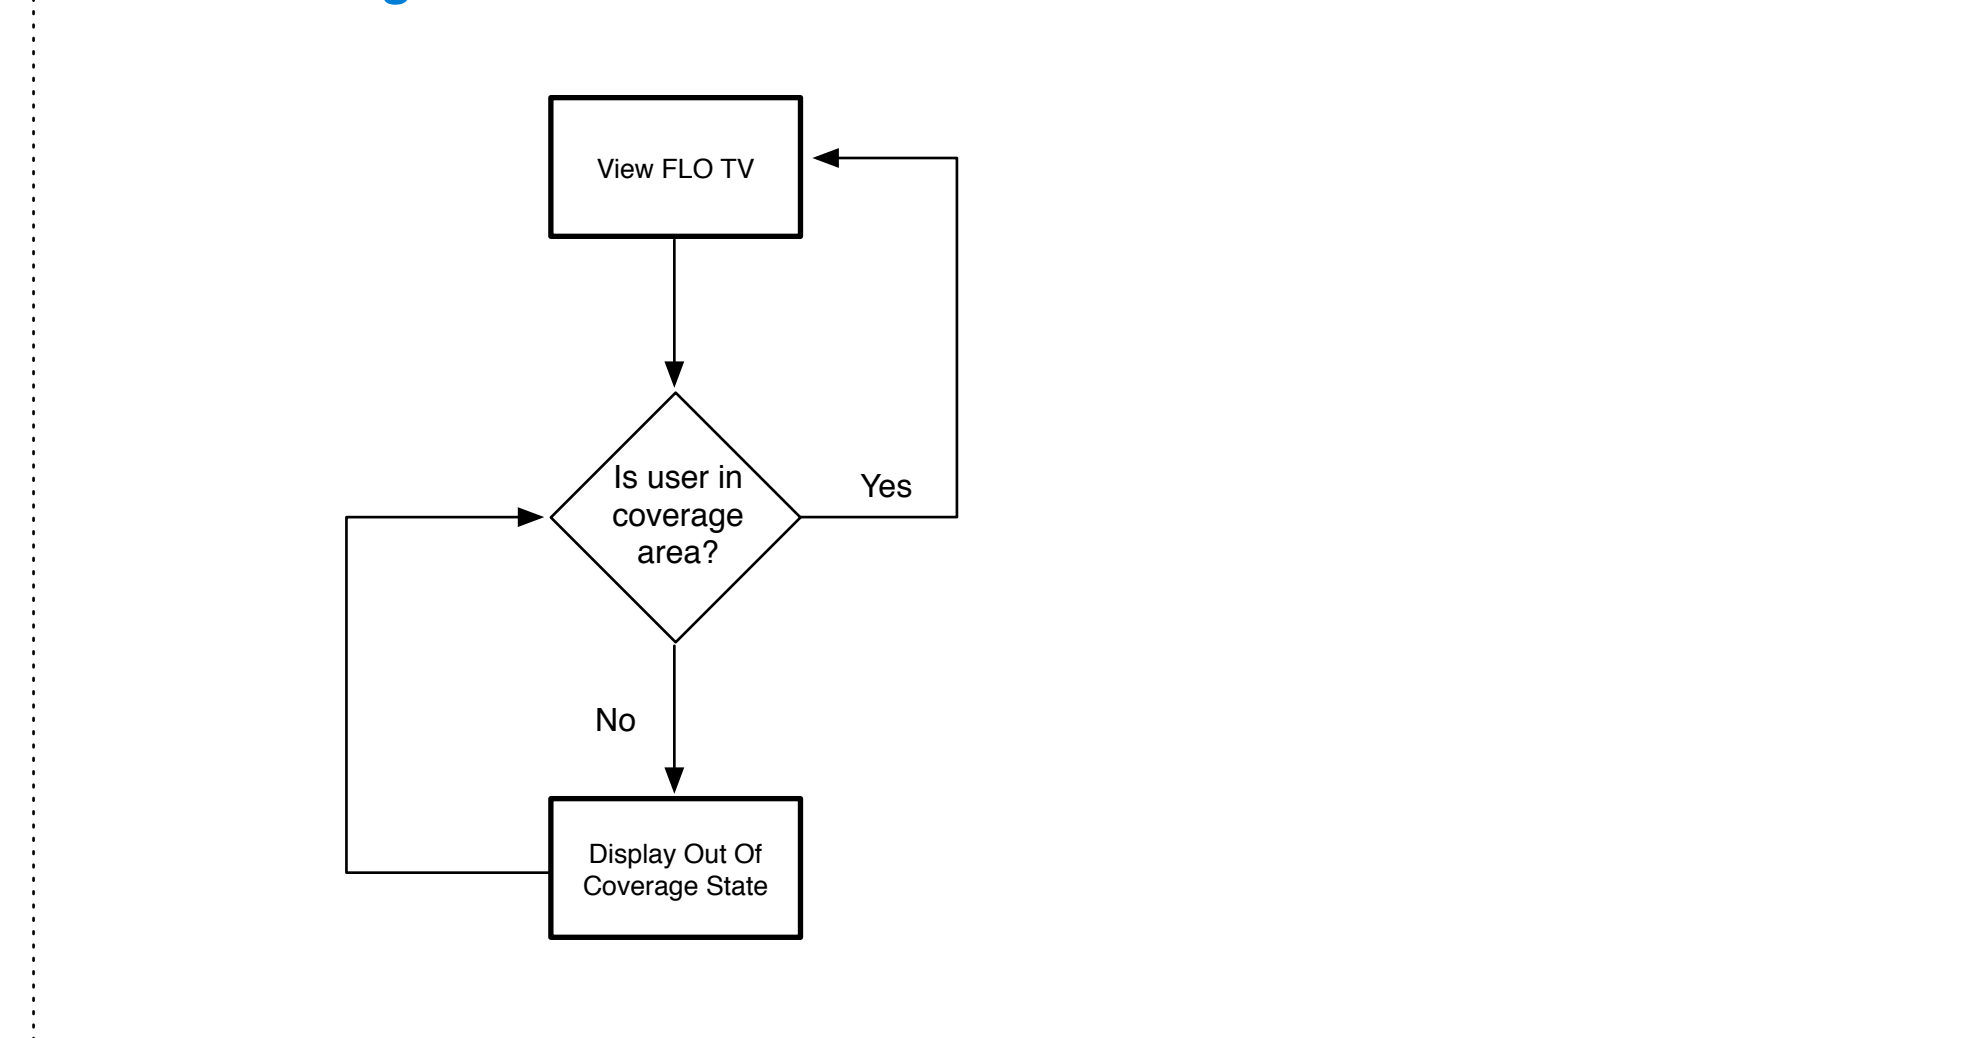 View FLO TV
Is user in
coverage
area?
Yes
No
Display Out Of
Coverage State